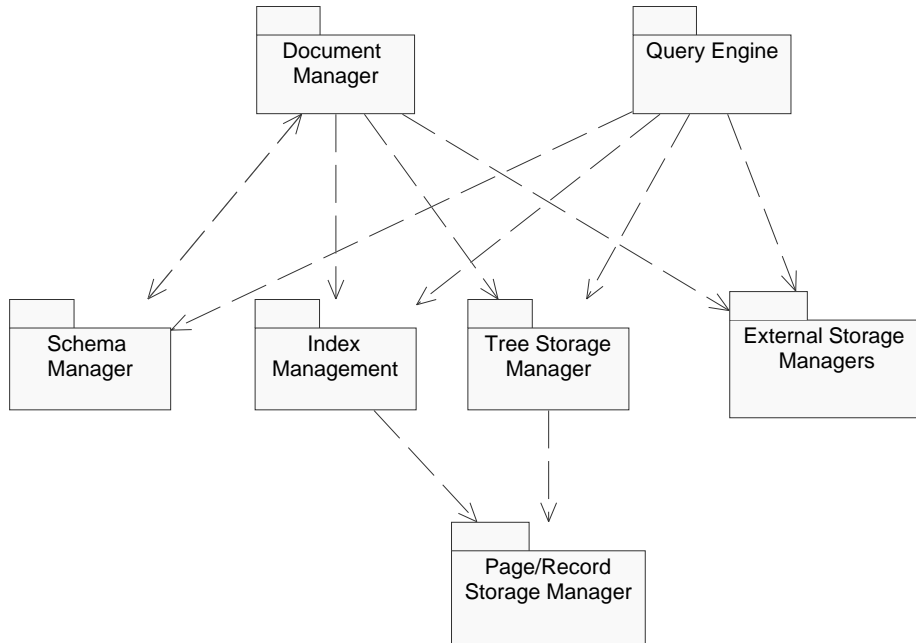 Document
Manager
Query Engine
Schema
Manager
Index
Management
Tree Storage
Manager
External Storage
Managers
Page/Record
Storage Manager